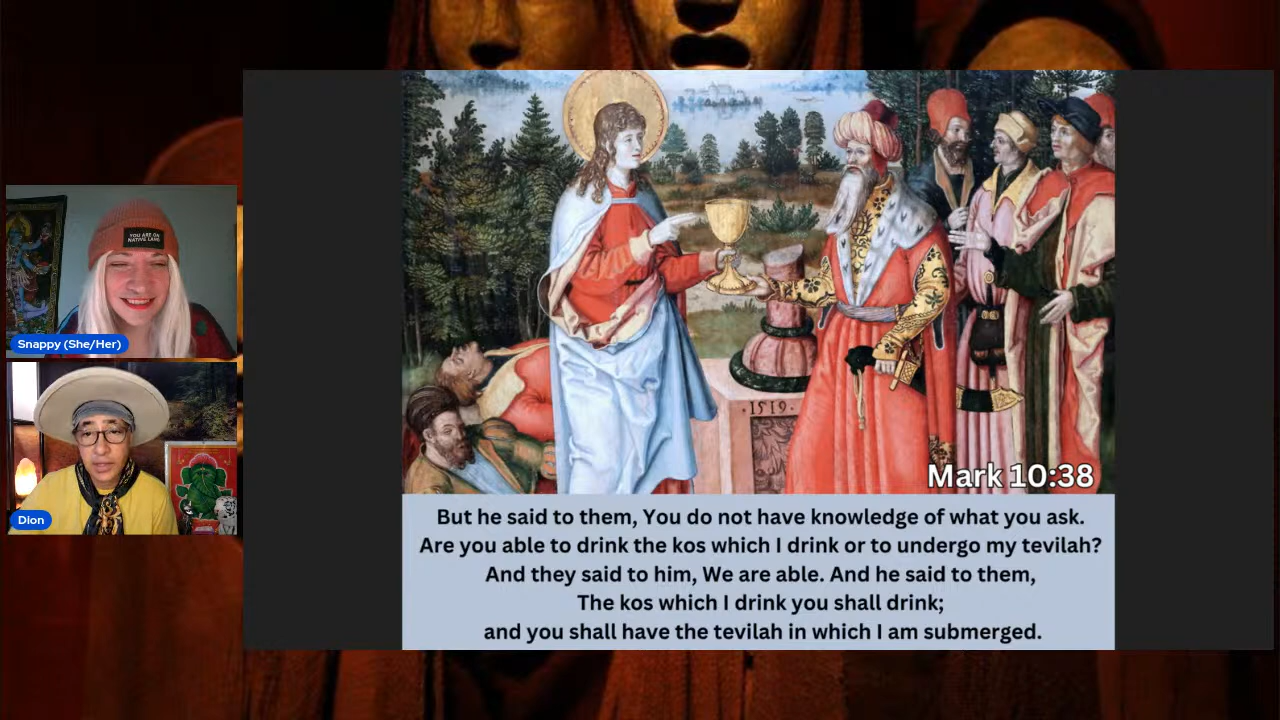 YOU ARE ON
NATIVE LAND
Snappy (She/Her)
Dion
1519
Mark 10:38
But he said to them, You do not have knowledge of what you ask.
Are you able to drink the kos which I drink or to undergo my tevilah?
And they said to him, We are able. And he said to them,
The kos which I drink you shall drink;
and you shall have the tevilah in which I am submerged.